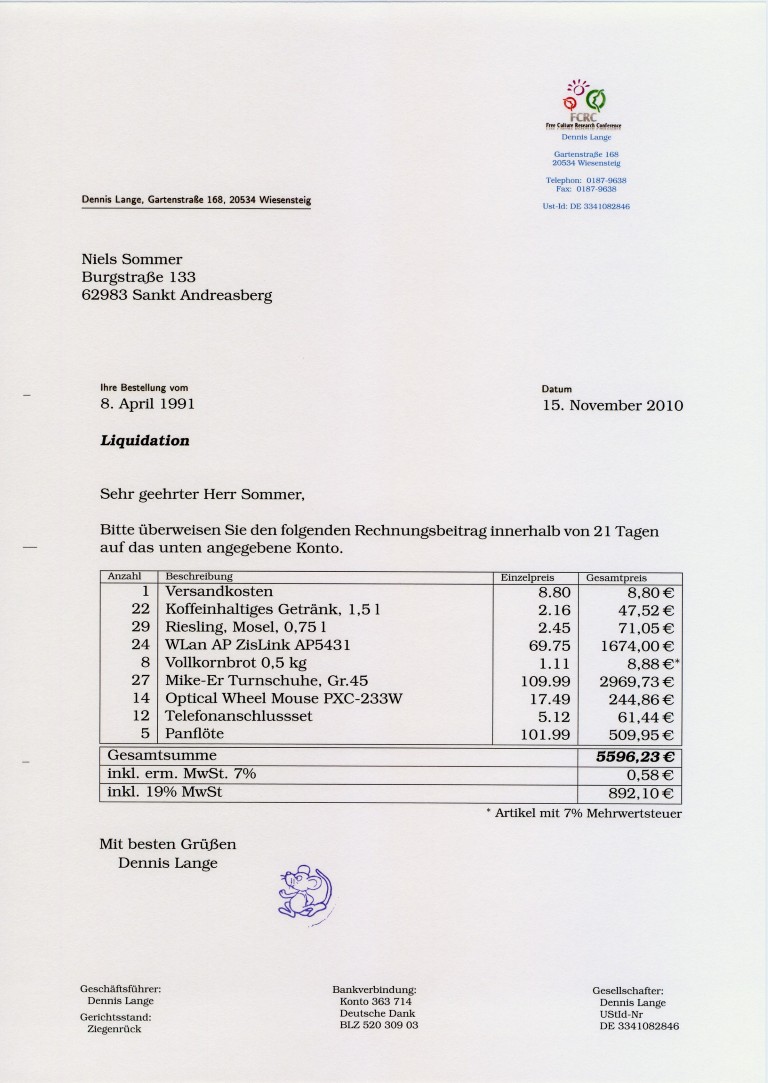 FCRC
Free Culture Research Conference
Dennis Lange
Gartenstraße 168
20534 Wiesensteig
Telephon: 0187-9638
Fax: 0187-9638
Ust-Id: DE 3341082846
Dennis Lange, Gartenstraße 168, 20534 Wiesensteig
Niels Sommer
Burgstraße 133
62983 Sankt Andreasberg
Ihre Bestellung vom Datum
8. April 1991 15. November 2010
Liquidation
Sehr geehrter Herr Sommer,
Bitte überweisen Sie den folgenden Rechnungsbeitrag innerhalb von 21 Tagen
auf das unten angegebene Konto.
Anzahl Beschreibung Einzelpreis Gesamtpreis
1 Versandkosten 8.80 8,80 €
22 Koffeinhaltiges Getränk, 1,5 l 2.16 47,52 €
29 Riesling, Mosel, 0,75 l 2.45 71,05 €
24 WLan AP ZisLink AP5431 69.75 1674,00 €
8 Vollkornbrot 0,5 kg 1.11 8,88 €*
27 Mike-Er Turnschuhe, Gr.45 109.99 2969,73 €
14 Optical Wheel Mouse PXC-233W 17.49 244,86 €
12 Telefonanschlussset 5.12 61,44 €
5 Panflöte 101.99 509,95 €
Gesamtsumme 5596,23 €
inkl. erm. MwSt. 7% 0,58 €
inkl. 19% MwSt 892,10 €
* Artikel mit 7% Mehrwertsteuer
Mit besten Grüßen
Dennis Lange
Geschäftsführer:
Dennis Lange
Gerichtsstand:
Ziegenrück
Bankverbindung:
Konto 363 714
Deutsche Dank
BLZ 520 309 03
Gesellschafter:
Dennis Lange
UStId-Nr
DE 3341082846